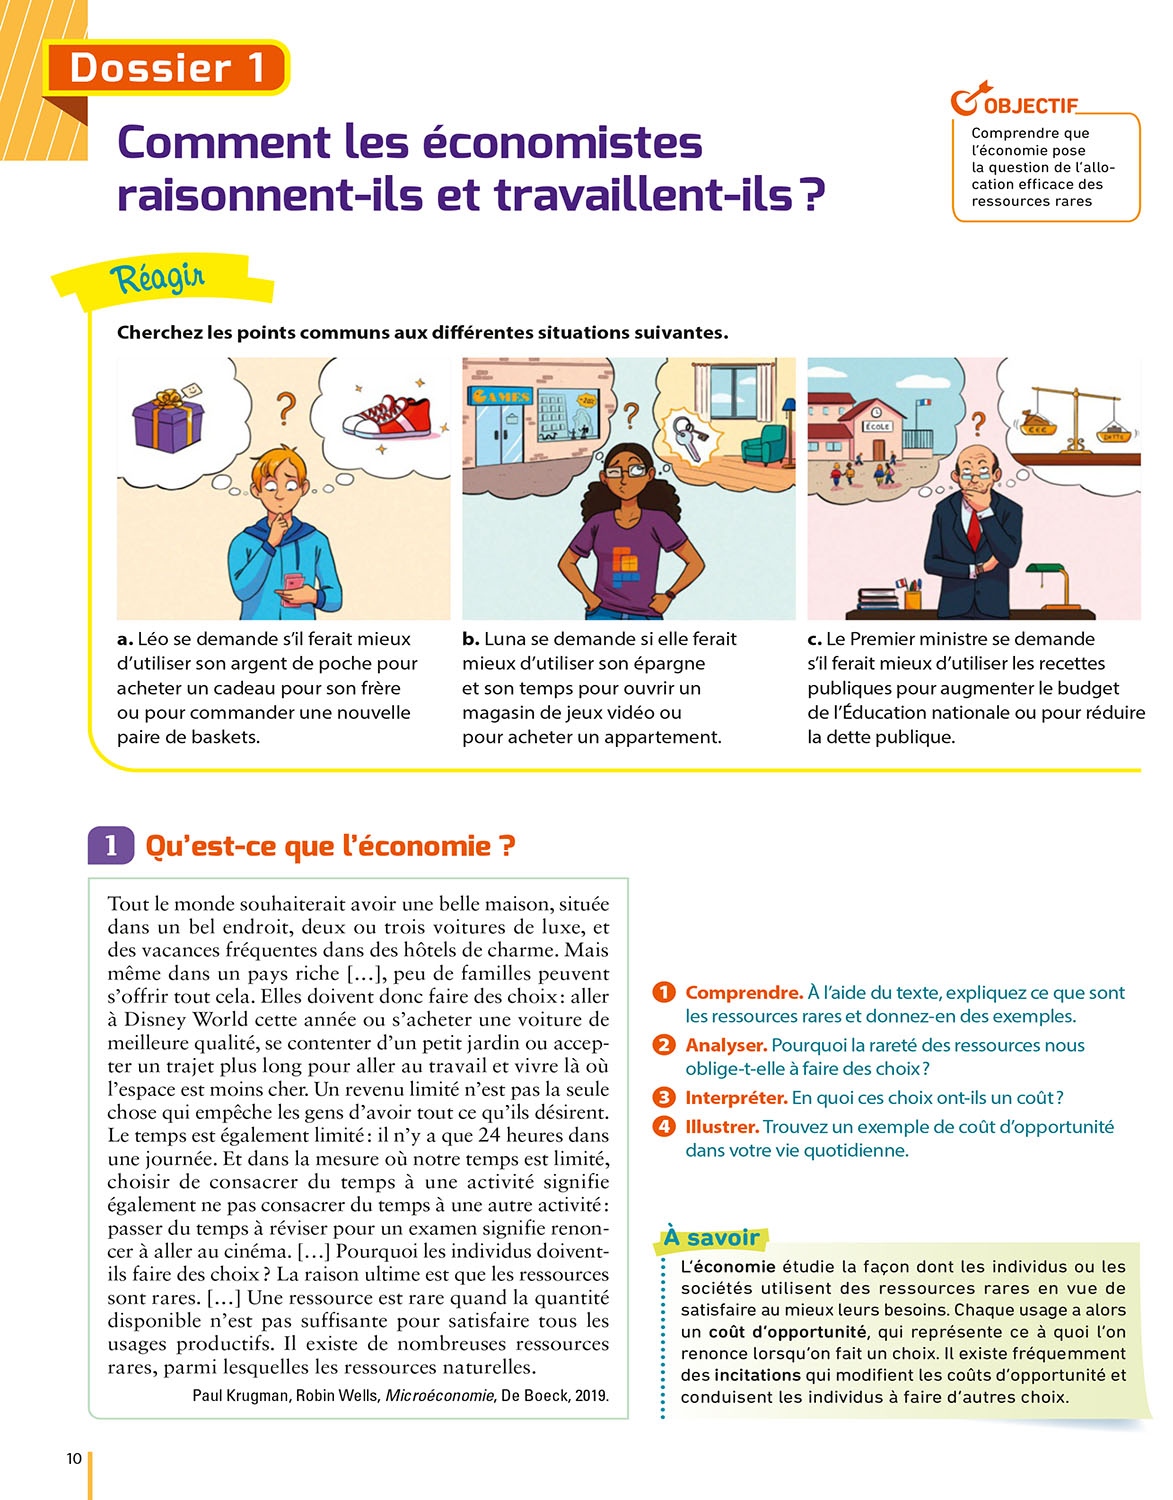 Dossier 1
Comment les économistes
raisonnent-ils et travaillent-ils ?
OBJECTIF
Comprendre que
l'économie pose
la question de l'allo-
cation efficace des
ressources rares
Réagir
Cherchez les points communs aux différentes situations suivantes.
?
GAMES
?
ÉCOLE
?
DETTE
a. Léo se demande s'il ferait mieux
d'utiliser son argent de poche pour
acheter un cadeau pour son frère
ou pour commander une nouvelle
paire de baskets.
b. Luna se demande si elle ferait
mieux d'utiliser son épargne
et son temps pour ouvrir un
magasin de jeux vidéo ou
pour acheter un appartement.
c. Le Premier ministre se demande
s'il ferait mieux d'utiliser les recettes
publiques pour augmenter le budget
de l'Éducation nationale ou pour réduire
la dette publique.
1 Qu'est-ce que l'économie ?
Tout le monde souhaiterait avoir une belle maison, située
dans un bel endroit, deux ou trois voitures de luxe, et
des vacances fréquentes dans des hôtels de charme. Mais
même dans un pays riche [...], peu de familles peuvent
s'offrir tout cela. Elles doivent donc faire des choix : aller
à Disney World cette année ou s'acheter une voiture de
meilleure qualité, se contenter d'un petit jardin ou accep-
ter un trajet plus long pour aller au travail et vivre là où
l'espace est moins cher. Un revenu limité n'est pas la seule
chose qui empêche les gens d'avoir tout ce qu'ils désirent.
Le temps est également limité : il n'y a que 24 heures dans
une journée. Et dans la mesure où notre temps est limité,
choisir de consacrer du temps à une activité signifie
également ne pas consacrer du temps à une autre activité :
passer du temps à réviser pour un examen signifie renon-
cer à aller au cinéma. [...] Pourquoi les individus doivent-
ils faire des choix ? La raison ultime est que les ressources
sont rares. [...] Une ressource est rare quand la quantité
disponible n'est pas suffisante pour satisfaire tous les
usages productifs. Il existe de nombreuses ressources
rares, parmi lesquelles les ressources naturelles.
Paul Krugman, Robin Wells, Microéconomie, De Boeck, 2019.
1 Comprendre. À l'aide du texte, expliquez ce que sont
les ressources rares et donnez-en des exemples.
2 Analyser. Pourquoi la rareté des ressources nous
oblige-t-elle à faire des choix ?
3 Interpréter. En quoi ces choix ont-ils un coût ?
4 Illustrer. Trouvez un exemple de coût d'opportunité
dans votre vie quotidienne.
À savoir
L'économie étudie la façon dont les individus ou les
sociétés utilisent des ressources rares en vue de
satisfaire au mieux leurs besoins. Chaque usage a alors
un coût d'opportunité, qui représente ce à quoi l'on
renonce lorsqu'on fait un choix. Il existe fréquemment
des incitations qui modifient les coûts d'opportunité et
conduisent les individus à faire d'autres choix.
10